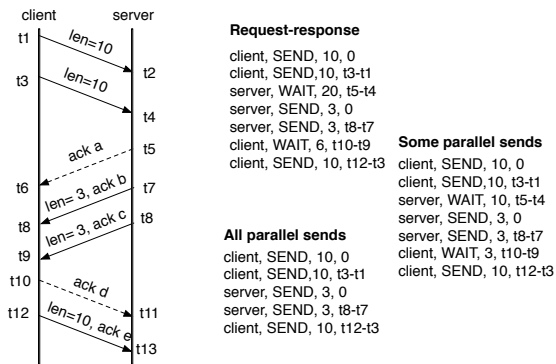 client server
t1
len=10
t2
t3
len=10
t4
t5
ack a
t6
t7
len= 3, ack b
t8
t8
len= 3, ack c
t9
t10
ack d
t11
t12
len=10, ack e
t13
Request-response
client, SEND, 10, 0
client, SEND,10, t3-t1
server, WAIT, 20, t5-t4
server, SEND, 3, 0
server, SEND, 3, t8-t7
client, WAIT, 6, t10-t9
client, SEND, 10, t12-t3
Some parallel sends
client, SEND, 10, 0
client, SEND,10, t3-t1
server, WAIT, 10, t5-t4
server, SEND, 3, 0
server, SEND, 3, t8-t7
client, WAIT, 3, t10-t9
client, SEND, 10, t12-t3
All parallel sends
client, SEND, 10, 0
client, SEND,10, t3-t1
server, SEND, 3, 0
server, SEND, 3, t8-t7
client, SEND, 10, t12-t3